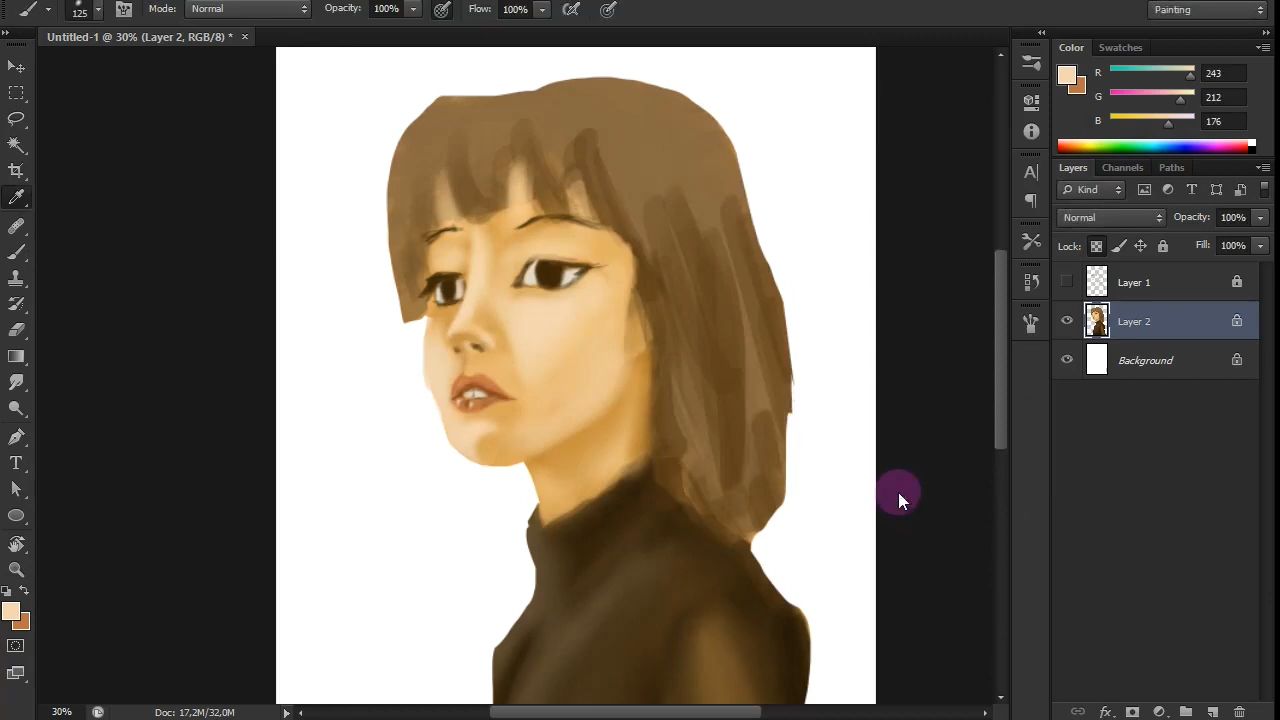 125 Mode: Normal Opacity: 100% Flow: 100% Painting
Untitled-1 @ 30% (Layer 2, RGB/8) * ×
Color Swatches
R 243
G 212
B 176
Layers Channels Paths
Kind T
Normal Opacity: 100%
Lock: Fill: 100%
Layer 1
Layer 2
Background
A
T
30% Doc: 17,2M/32,0M
fx